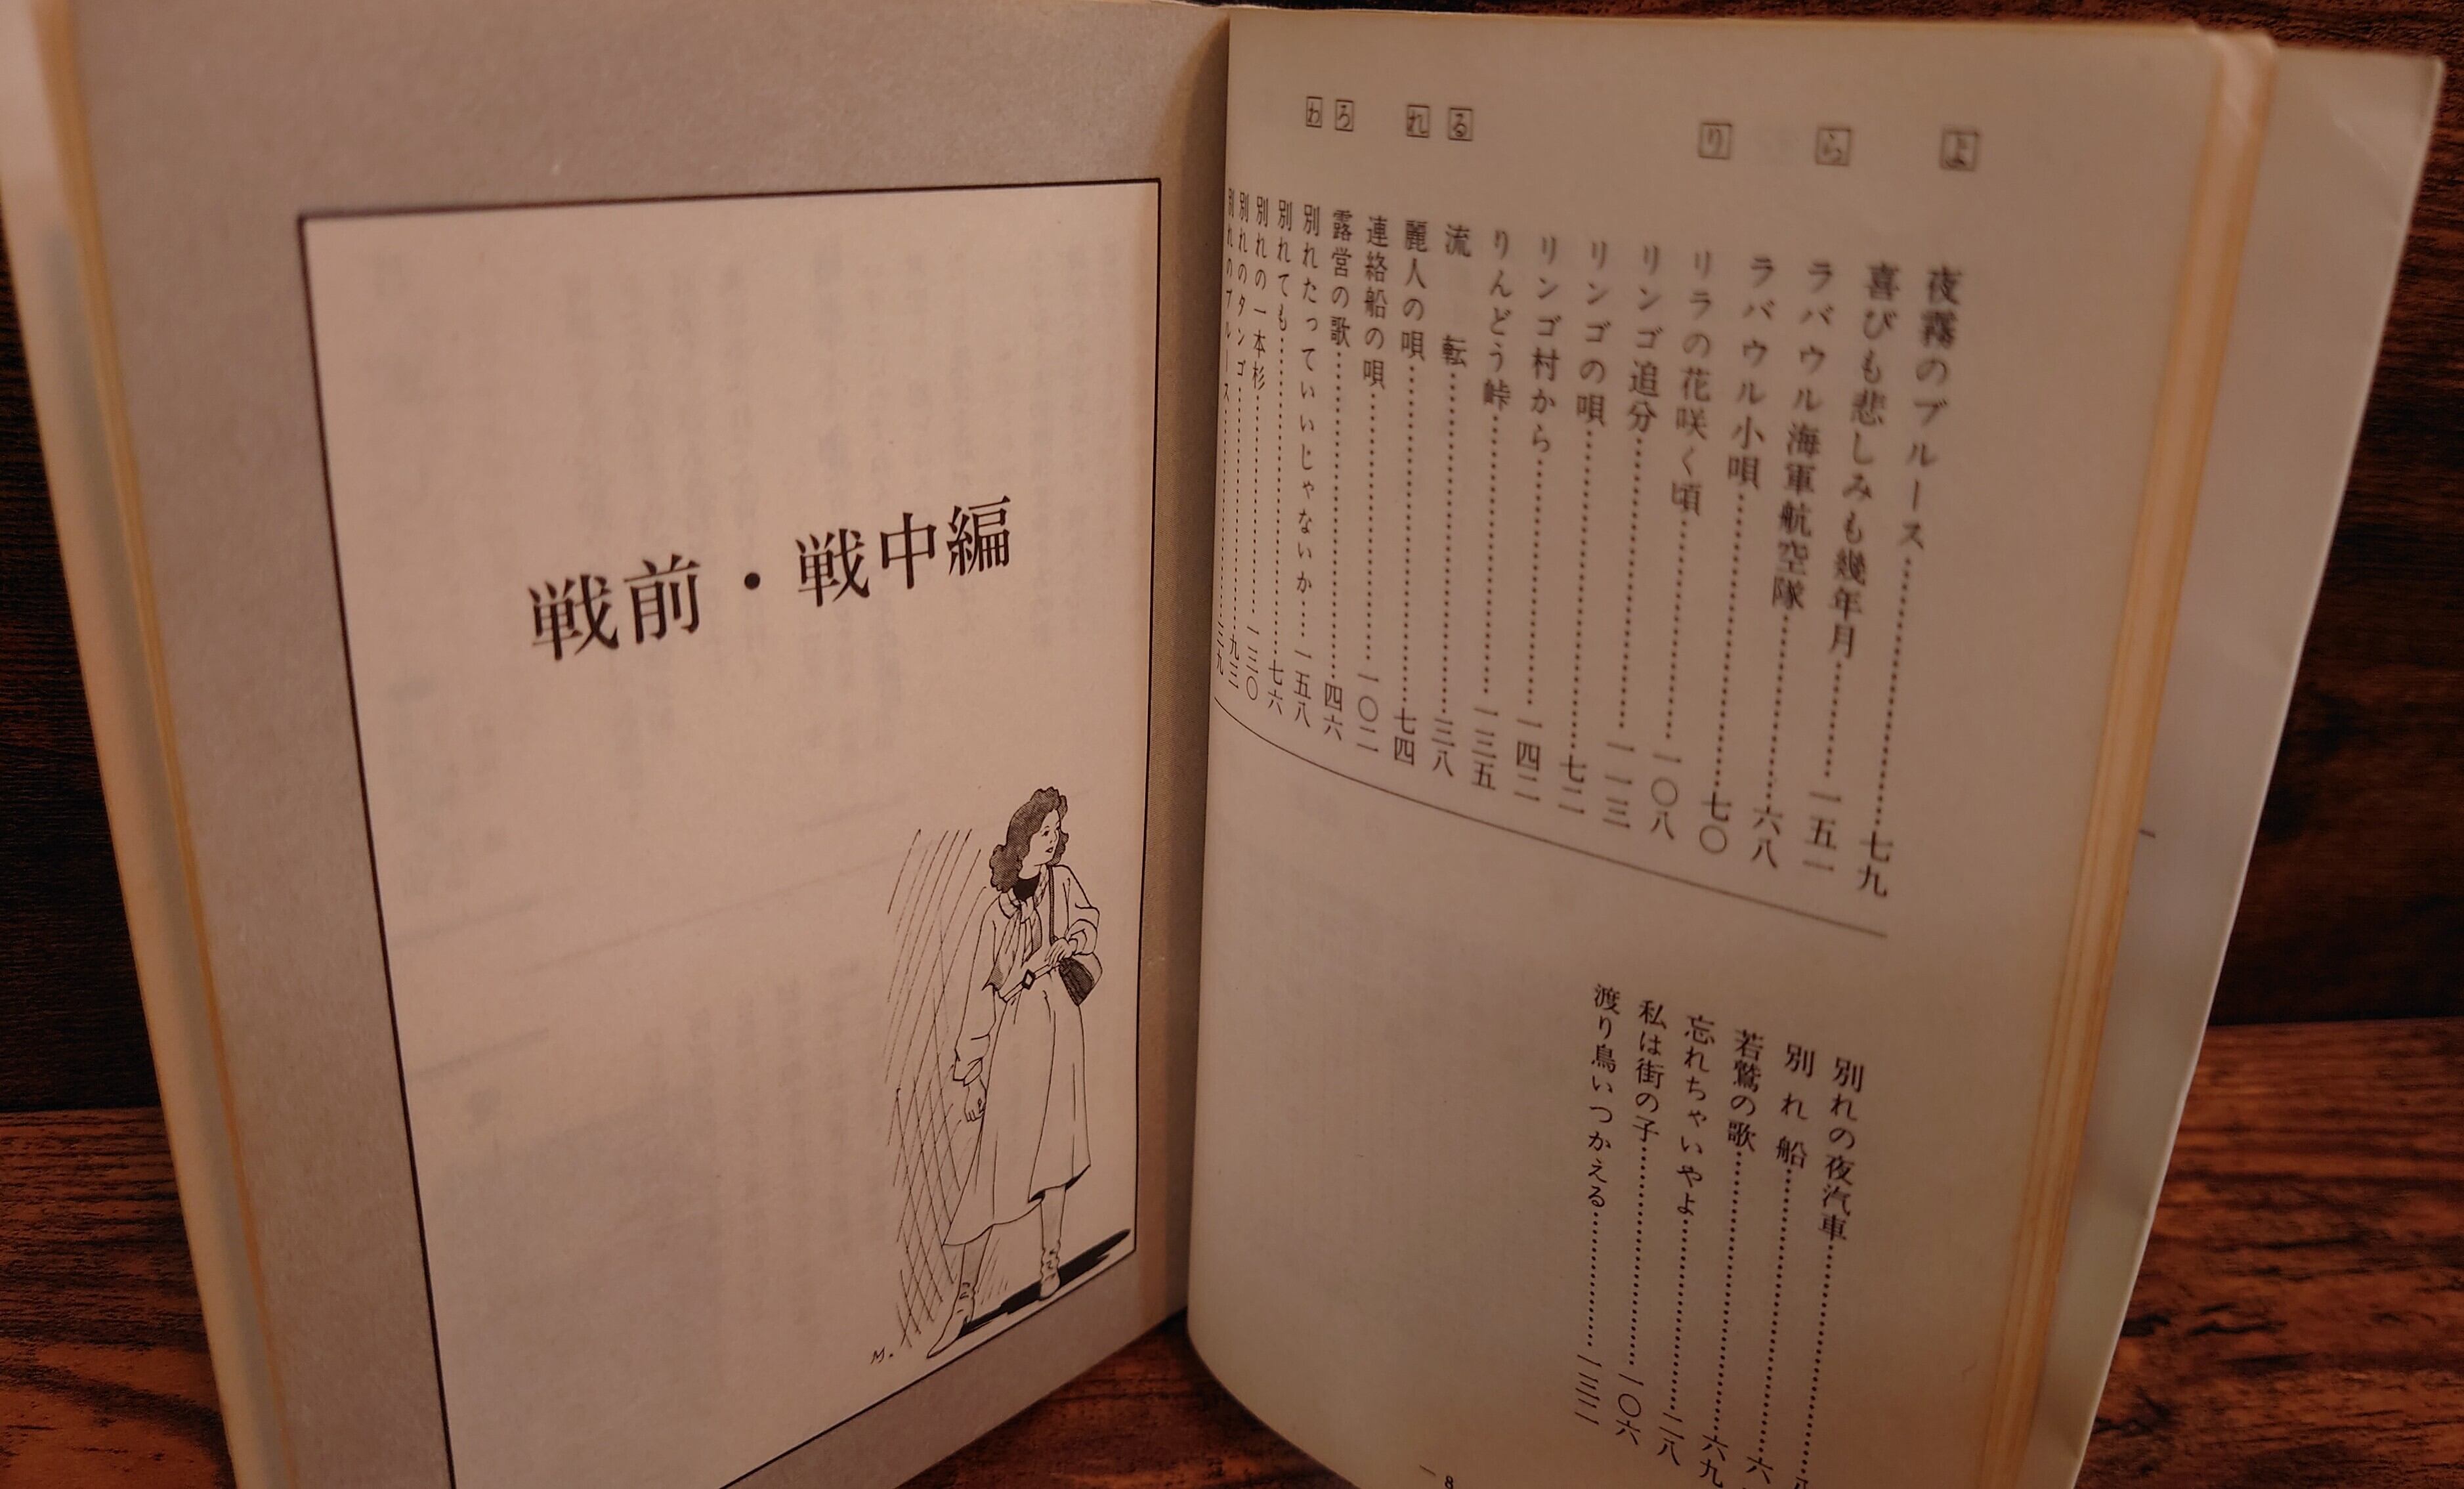 よ 夜霧のブルース……七九
喜びも悲しみも幾年月……一五一
ら ラバウル海軍航空隊……六八
ラバウル小唄……七〇
り リラの花咲く頃……一〇八
リンゴ追分……一一三
リンゴの唄……七二
リンゴ村から……一四二
りんどう峠……一三五
る 流転……三八
れ 麗人の唄……七四
連絡船の唄……一〇二
ろ 露営の歌……四六
わ 別れたっていいじゃないか……一五八
別れても……七六
別れの一本杉……一三〇
別れのタンゴ……九三
別れのブルース……三九
別れの夜汽車……
別れ船……六
若鷲の歌……六九
忘れちゃいやよ……二八
私は街の子……一〇六
渡り鳥いつかえる……一三二
— 8
戦前・戦中編
M.